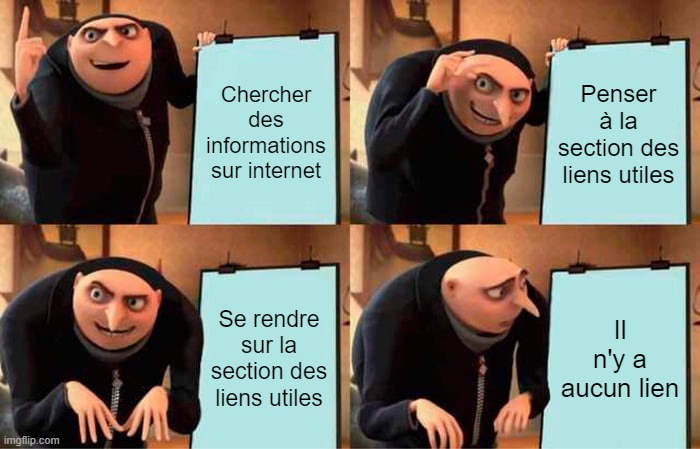 Chercher
des
informations
sur internet
Penser
à la
section des
liens utiles
Se rendre
sur la
section des
liens utiles
Il
n'y a
aucun lien
imgflip.com